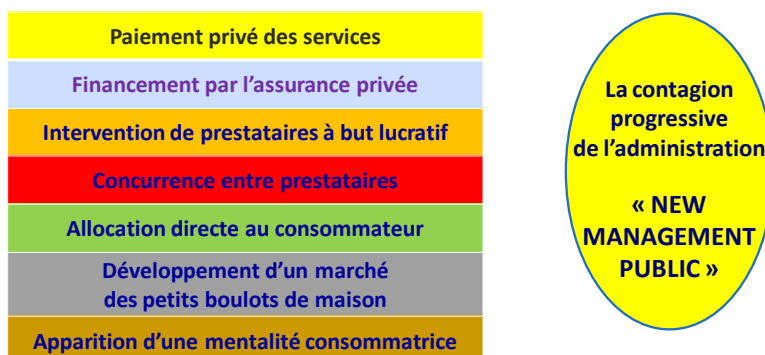 Paiement privé des services
Financement par l'assurance privée
Intervention de prestataires à but lucratif
Concurrence entre prestataires
Allocation directe au consommateur
Développement d'un marché
des petits boulots de maison
Apparition d'une mentalité consommatrice
La contagion
progressive
de l'administration
« NEW
MANAGEMENT
PUBLIC »